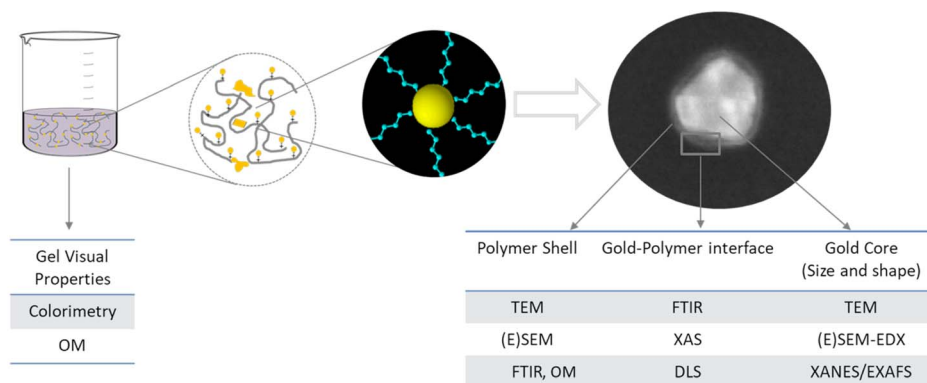 Gel Visual
Properties
Colorimetry
OM
Polymer Shell Gold-Polymer interface Gold Core
(Size and shape)
TEM FTIR TEM
(E)SEM XAS (E)SEM-EDX
FTIR, OM DLS XANES/EXAFS